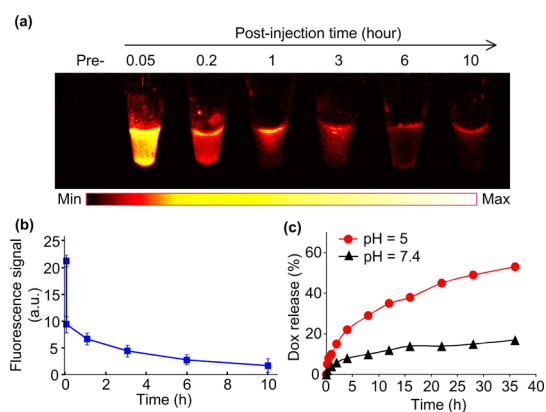 (a)
Post-injection time (hour)
Pre- 0.05 0.2 1 3 6 10
Min Max
(b)
Fluorescence signal
(a.u.)
25
20
15
10
5
0
0 2 4 6 8 10
Time (h)
(c)
pH = 5
pH = 7.4
Dox release (%)
60
40
20
0
0 5 10 15 20 25 30 35 40
Time (h)